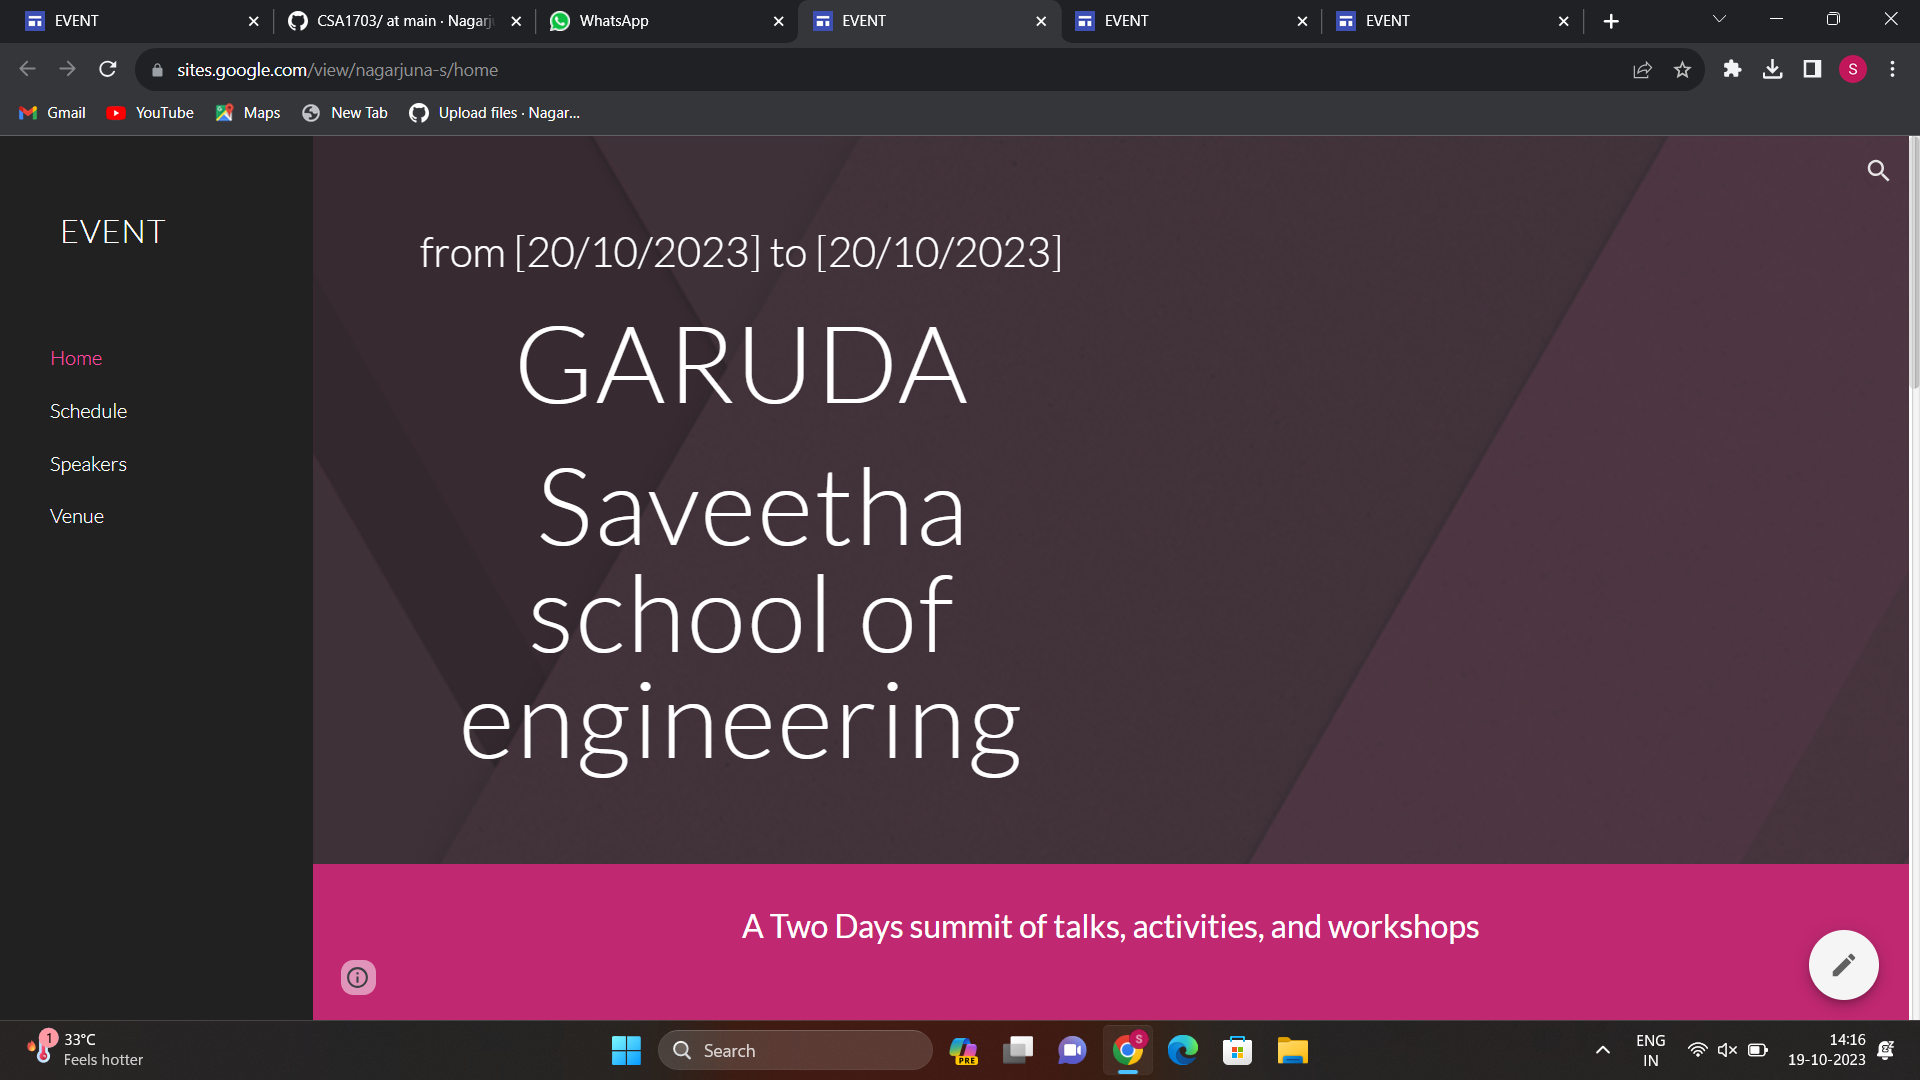 EVENT
CSA1703/ at main · Nagarju
WhatsApp
EVENT
EVENT
EVENT
sites.google.com/view/nagarjuna-s/home
S
Gmail
YouTube
Maps
New Tab
Upload files · Nagar...
EVENT
Home
Schedule
Speakers
Venue
from [20/10/2023] to [20/10/2023]
GARUDA
Saveetha
school of
engineering
A Two Days summit of talks, activities, and workshops
1
33°C
Feels hotter
Search
PRE
S
ENG
IN
14:16
19-10-2023